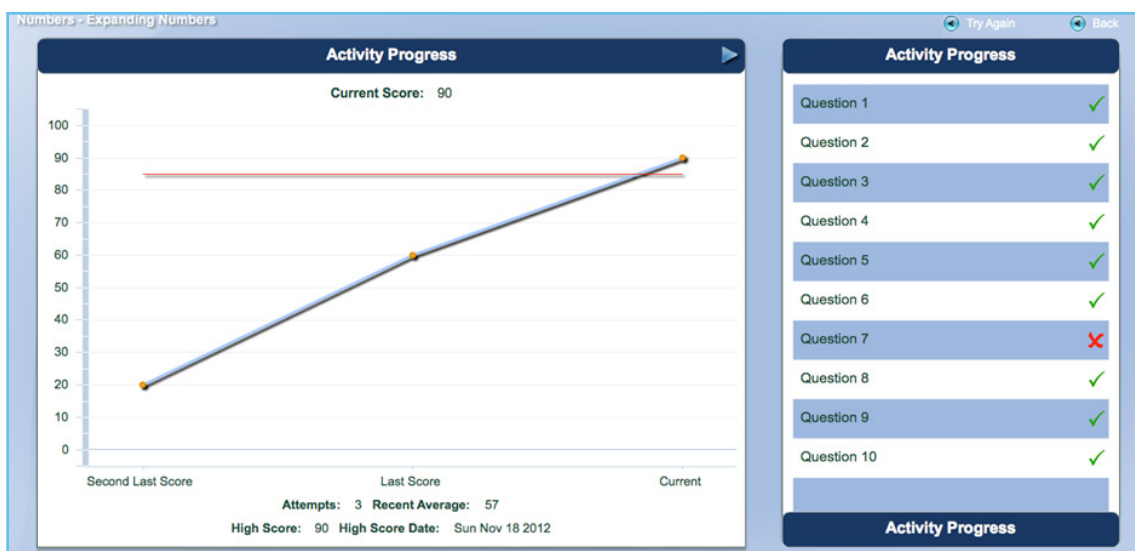 Numbers - Expanding Numbers
Try Again
Back
Activity Progress
Current Score: 90
100
90
80
70
60
50
40
30
20
10
0
Second Last Score
Last Score
Current
Attempts: 3 Recent Average: 57
High Score: 90 High Score Date: Sun Nov 18 2012
Activity Progress
Question 1
Question 2
Question 3
Question 4
Question 5
Question 6
Question 7
Question 8
Question 9
Question 10
Activity Progress